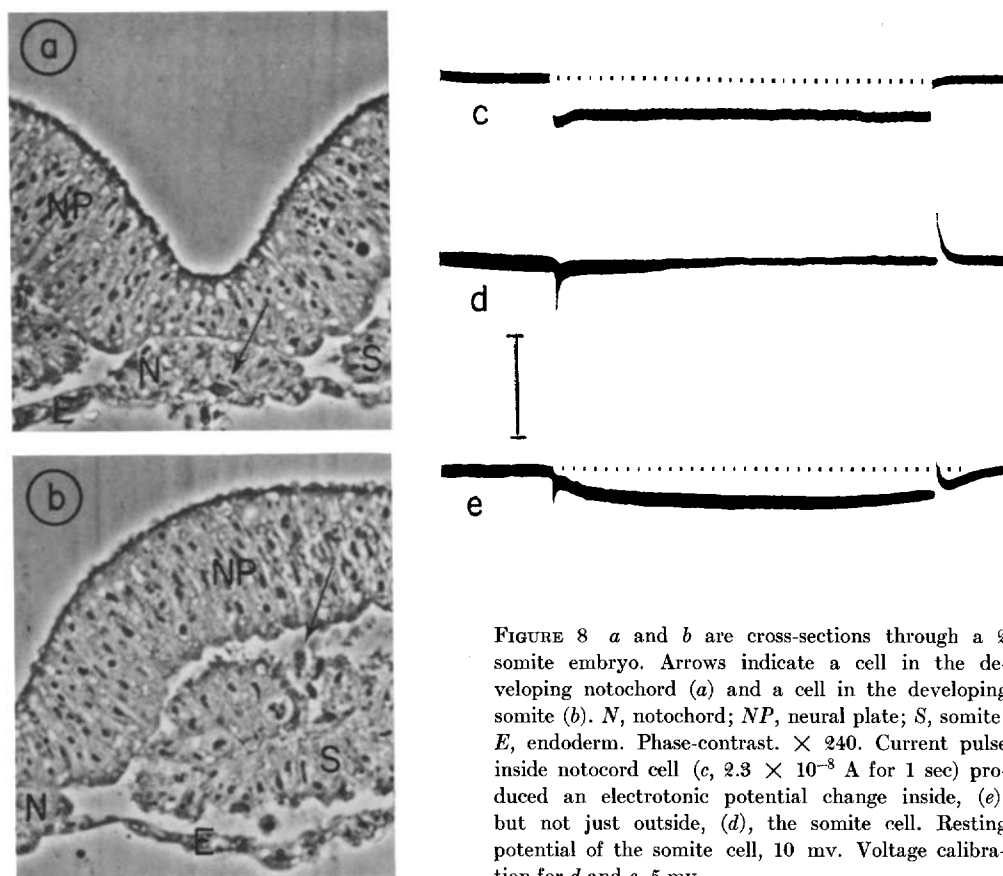 a
NP
N
S
E
b
NP
N
S
E
c
d
e
FIGURE 8 a and b are cross-sections through a 2
somite embryo. Arrows indicate a cell in the de-
veloping notochord (a) and a cell in the developing
somite (b). N, notochord; NP, neural plate; S, somite
E, endoderm. Phase-contrast. × 240. Current pulse
inside notocord cell (c, 2.3 × 10⁻⁸ A for 1 sec) pro-
duced an electrotonic potential change inside, (e)
but not just outside, (d), the somite cell. Resting
potential of the somite cell, 10 mv. Voltage calibra-
for d and 5 mv